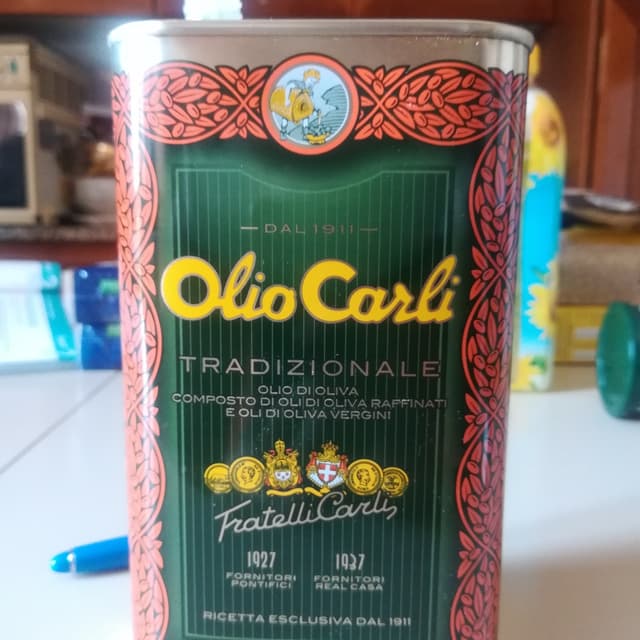 DAL 1911
Olio Carli
TRADIZIONALE
OLIO DI OLIVA
COMPOSTO DI OLI DI OLIVA RAFFINATI
E OLI DI OLIVA VERGINI
Fratelli Carli
1927 1937
FORNITORI FORNITORI
PONTIFICI REAL CASA
RICETTA ESCLUSIVA DAL 1911